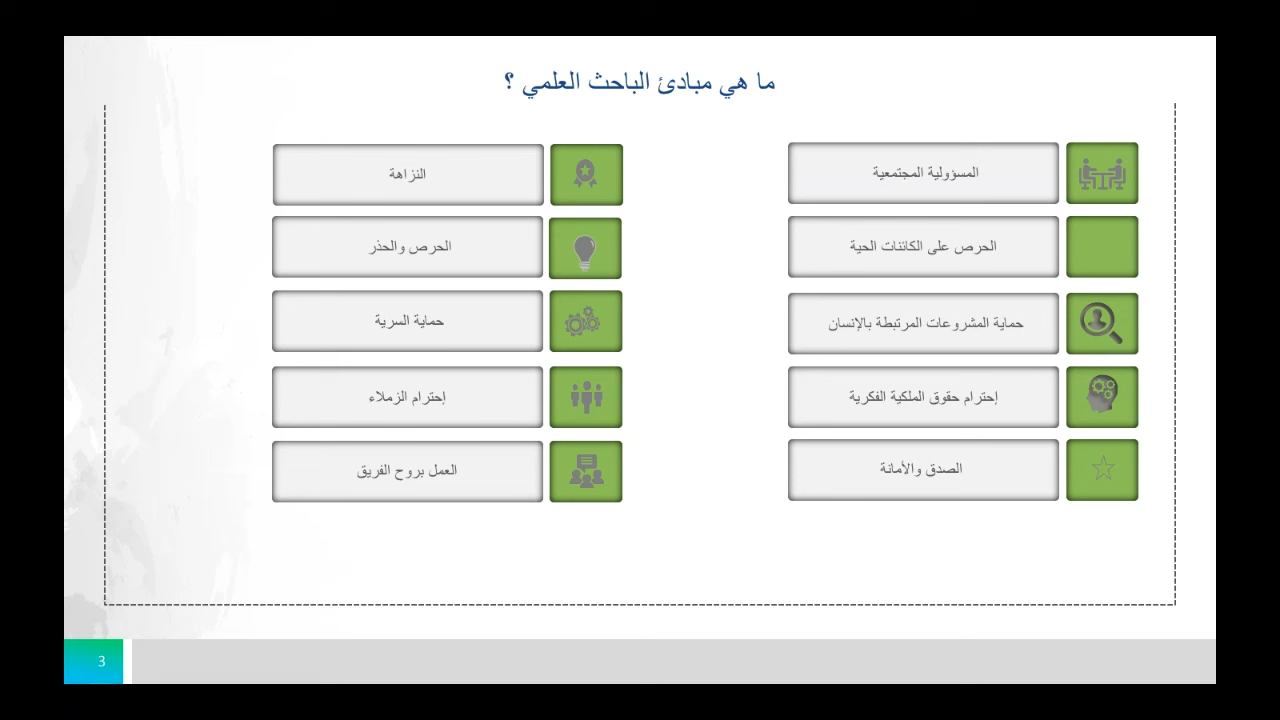 ما هي مبادئ الباحث العلمي ؟
المسؤولية المجتمعية
الحرص على الكائنات الحية
حماية المشروعات المرتبطة بالإنسان
إحترام حقوق الملكية الفكرية
الصدق والأمانة
النزاهة
الحرص والحذر
حماية السرية
إحترام الزملاء
العمل بروح الفريق
3